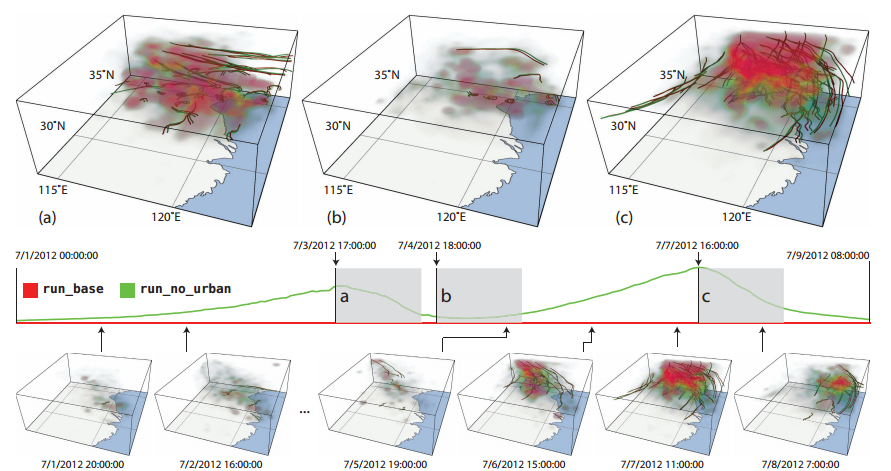 35˚N
30˚N
115˚E
120˚E
(a)
35˚N
30˚N
115˚E
120˚E
(b)
35˚N
30˚N
115˚E
120˚E
(c)
7/1/2012 00:00:00
7/3/2012 17:00:00
7/4/2012 18:00:00
7/7/2012 16:00:00
7/9/2012 08:00:00
run_base
run_no_urban
a
b
c
...
7/1/2012 20:00:00
7/2/2012 16:00:00
7/5/2012 19:00:00
7/6/2012 15:00:00
7/7/2012 11:00:00
7/8/2012 7:00:00